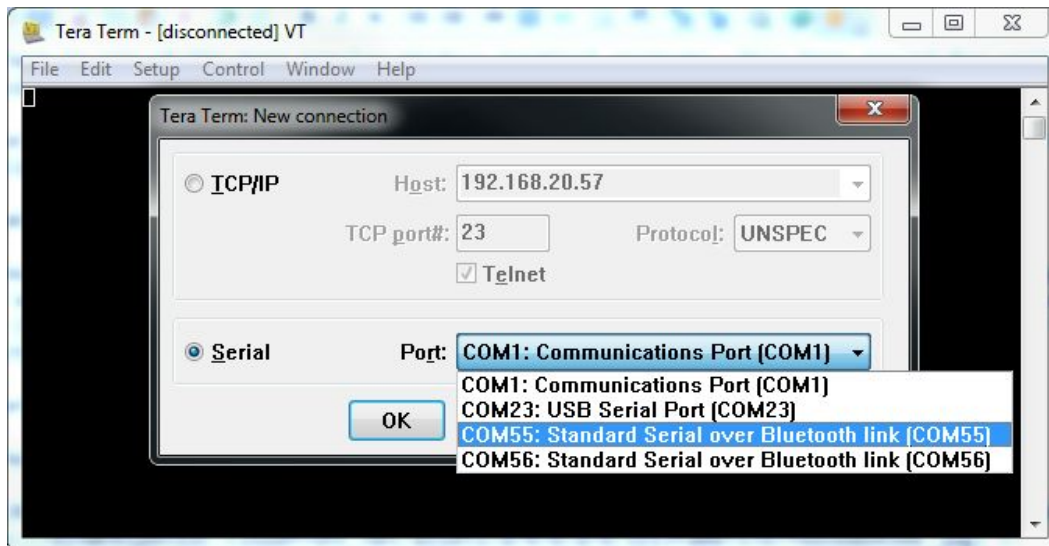 Tera Term - [disconnected] VT
File Edit Setup Control Window Help
Tera Term: New connection
TCP/IP Host: 192.168.20.57
TCP port#: 23 Protocol: UNSPEC
Telnet
Serial Port: COM1: Communications Port (COM1)
COM1: Communications Port (COM1)
OK COM23: USB Serial Port (COM23)
COM55: Standard Serial over Bluetooth link (COM55)
COM56: Standard Serial over Bluetooth link (COM56)